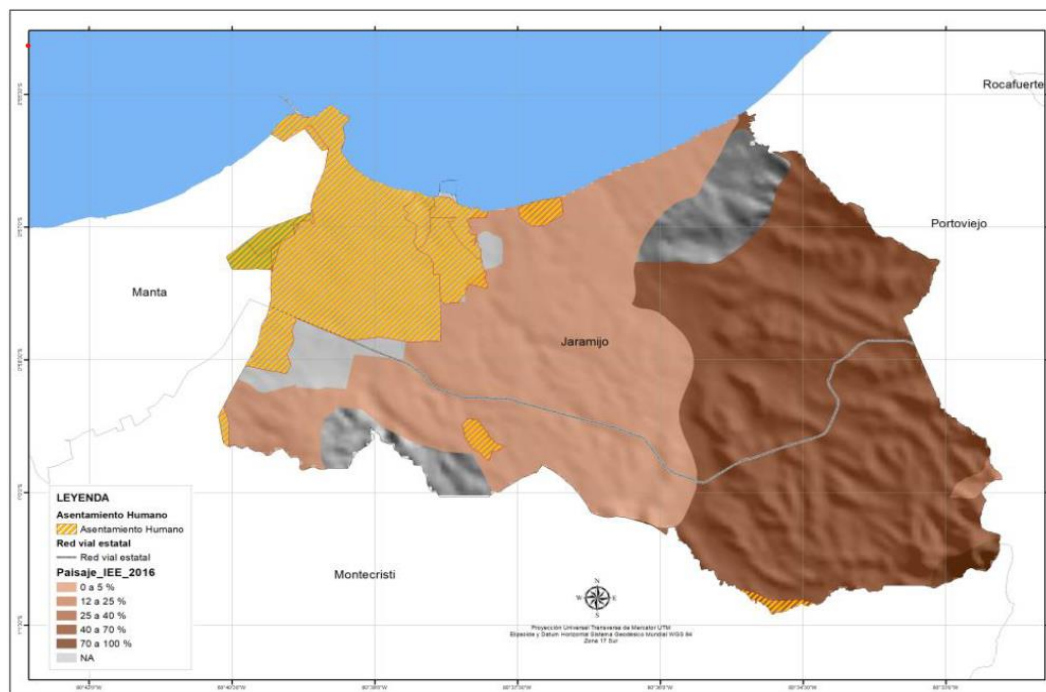 Rocafuerte
Portoviejo
Manta
Jaramijo
Montecristi
LEYENDA
Asentamiento Humano
Asentamiento Humano
Red vial estatal
Red vial estatal
Paisaje_IEE_2016
0 a 5 %
12 a 25 %
25 a 40 %
40 a 70 %
70 a 100 %
NA
N
W E
S
Proyección Universal Transversa de Mercator UTM
Elipsoide y Datum Horizontal Sistema Geodésico Mundial WGS 84
Zona 17 Sur